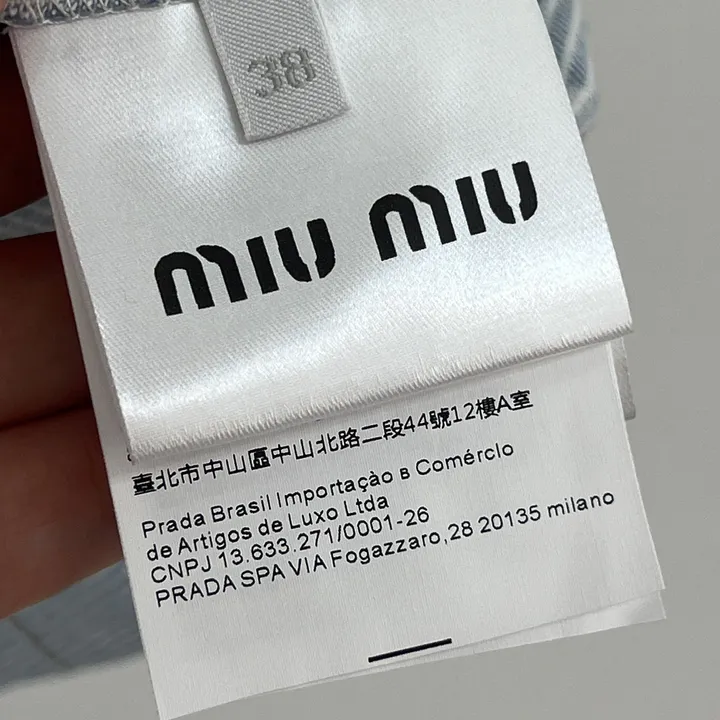 38
miu miu
臺北市中山區中山北路二段44號12樓A室
Prada Brasil Importaçào в Comérclo
de Artigos de Luxo Ltda
CNPJ 13.633.271/0001-26
PRADA SPA VIA Fogazzaro,28 20135 milano